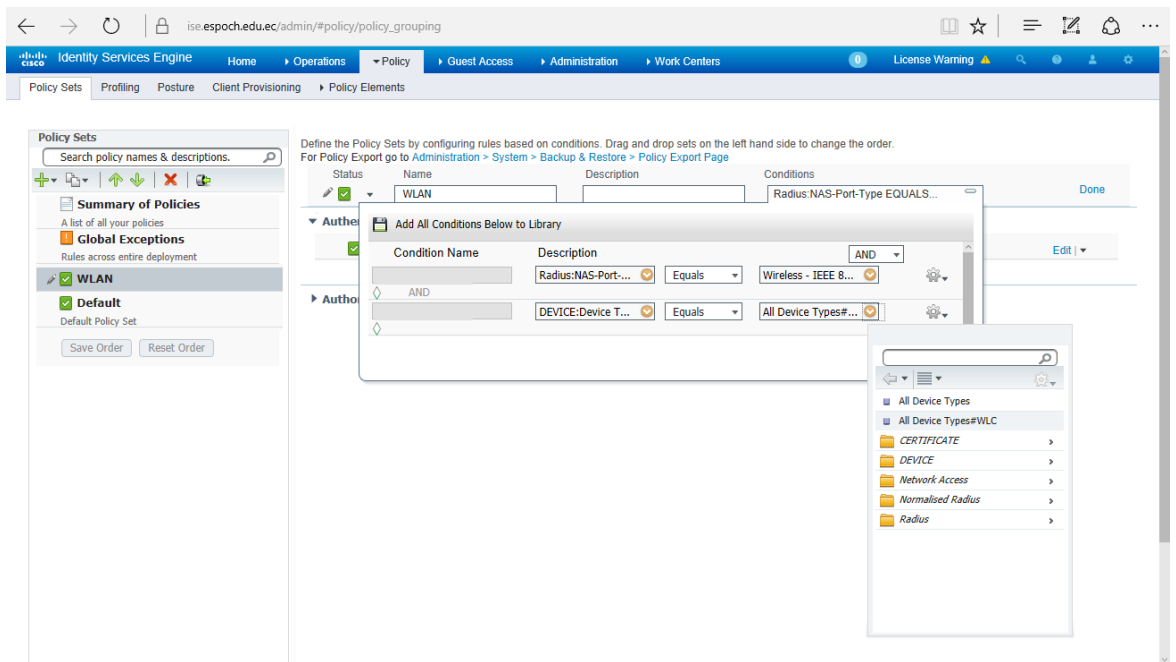 ise.espoch.edu.ec/admin/#policy/policy_grouping
cisco Identity Services Engine Home Operations Policy Guest Access Administration Work Centers 0 License Warning
Policy Sets Profiling Posture Client Provisioning Policy Elements
Policy Sets
Search policy names & descriptions.
Summary of Policies
A list of all your policies
Global Exceptions
Rules across entire deployment
WLAN
Default
Default Policy Set
Save Order Reset Order
Define the Policy Sets by configuring rules based on conditions. Drag and drop sets on the left hand side to change the order.
For Policy Export go to Administration > System > Backup & Restore > Policy Export Page
Status Name Description Conditions
WLAN Radius:NAS-Port-Type EQUALS... Done
Authe
Edit |
Autho
Add All Conditions Below to Library
Condition Name Description AND
Radius:NAS-Port-... Equals Wireless - IEEE 8...
AND
DEVICE:Device T... Equals All Device Types#...
All Device Types
All Device Types#WLC
CERTIFICATE
DEVICE
Network Access
Normalised Radius
Radius